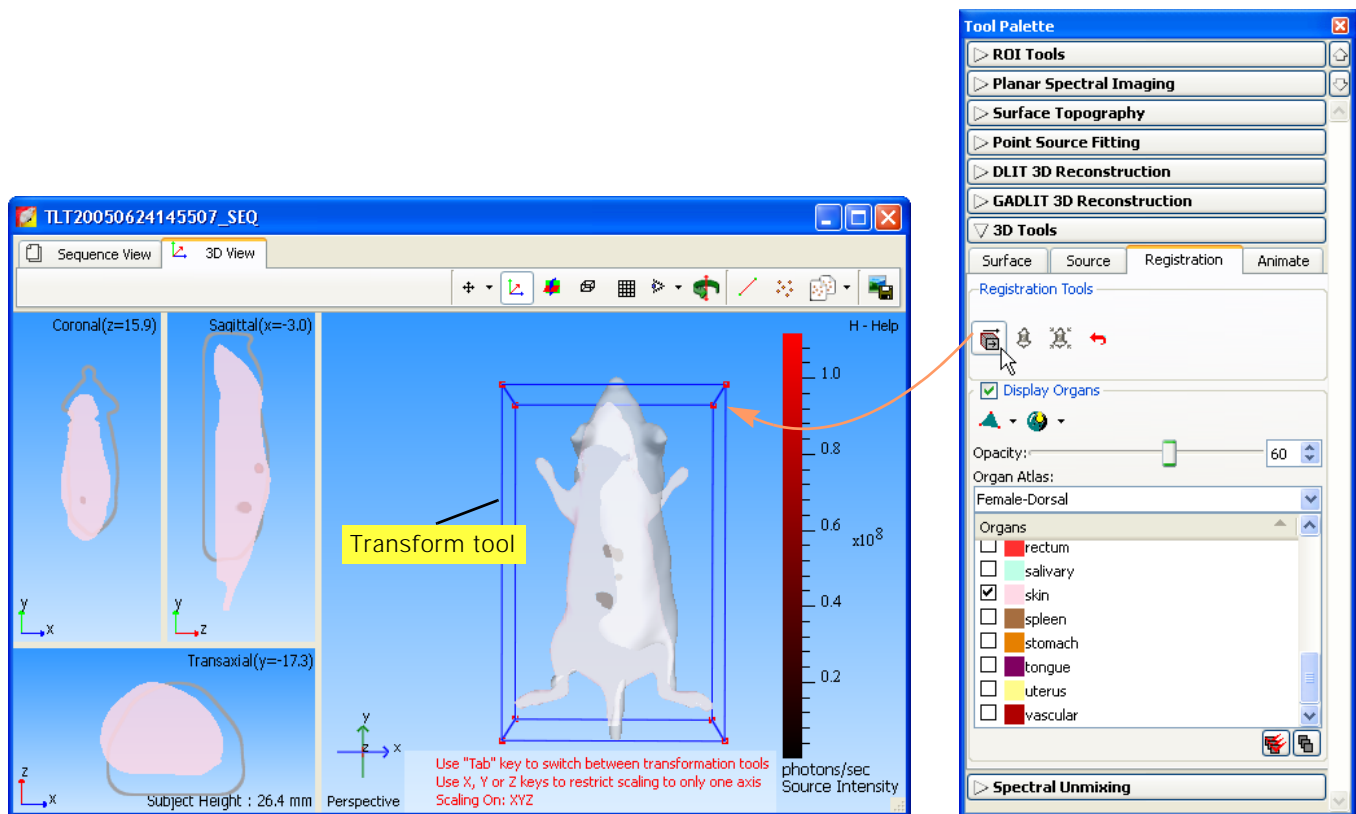 TLT20050624145507_SEQ
Sequence View
3D View
Coronal(z=15.9)
Sagittal(x=-3.0)
H - Help
1.0
0.8
0.6
x10^8
0.4
0.2
photons/sec
Source Intensity
Transform tool
y
x
y
z
Transaxial(y=-17.3)
z
x
Subject Height : 26.4 mm
y
z
x
Perspective
Use "Tab" key to switch between transformation tools
Use X, Y or Z keys to restrict scaling to only one axis
Scaling On: XYZ
Tool Palette
ROI Tools
Planar Spectral Imaging
Surface Topography
Point Source Fitting
DLIT 3D Reconstruction
GADLIT 3D Reconstruction
3D Tools
Surface
Source
Registration
Animate
Registration Tools
Display Organs
Opacity:
60
Organ Atlas:
Female-Dorsal
Organs
rectum
salivary
skin
spleen
stomach
tongue
uterus
vascular
Spectral Unmixing